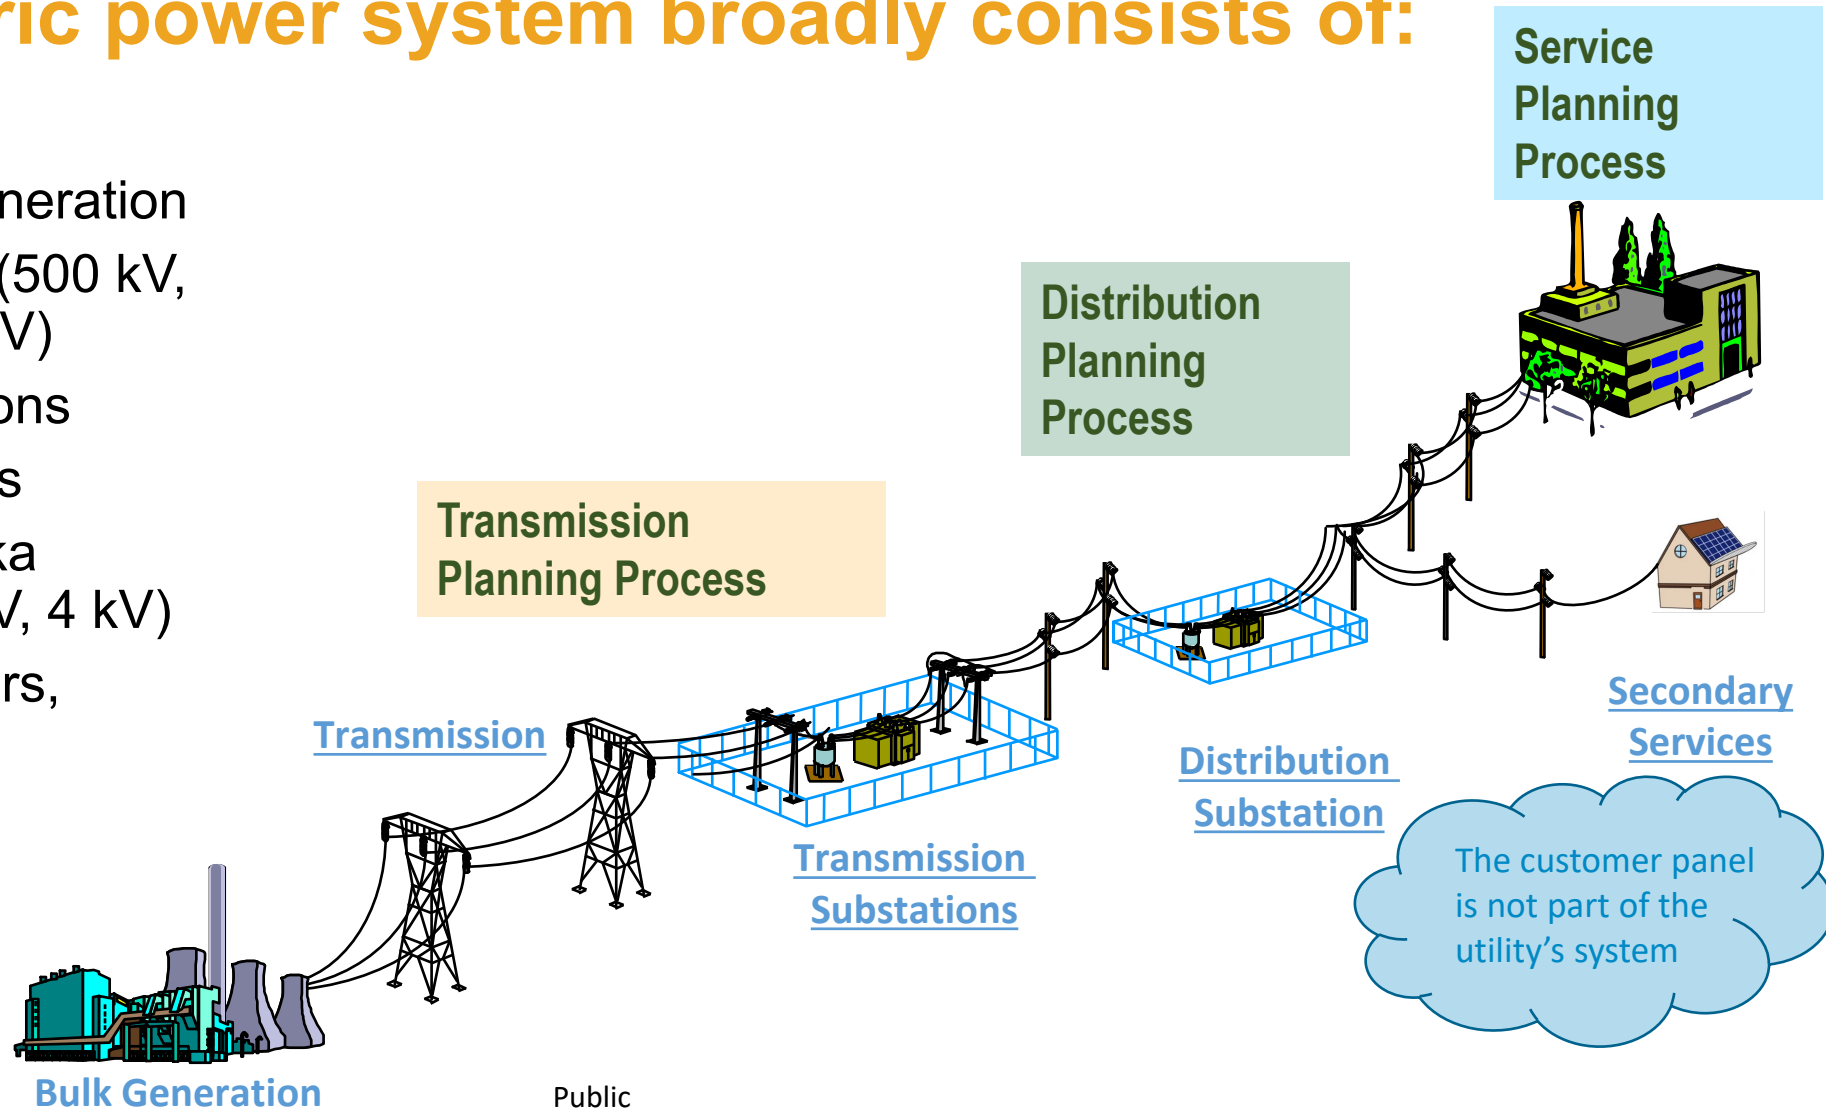 ric power system broadly consists of:
neration
(500 kV,
V)
ons
s
ka
V, 4 kV)
rs,
Service
Planning
Process
Distribution
Planning
Process
Transmission
Planning Process
Transmission
Transmission
Substations
Distribution
Substation
Secondary
Services
The customer panel
is not part of the
utility’s system
Bulk Generation
Public